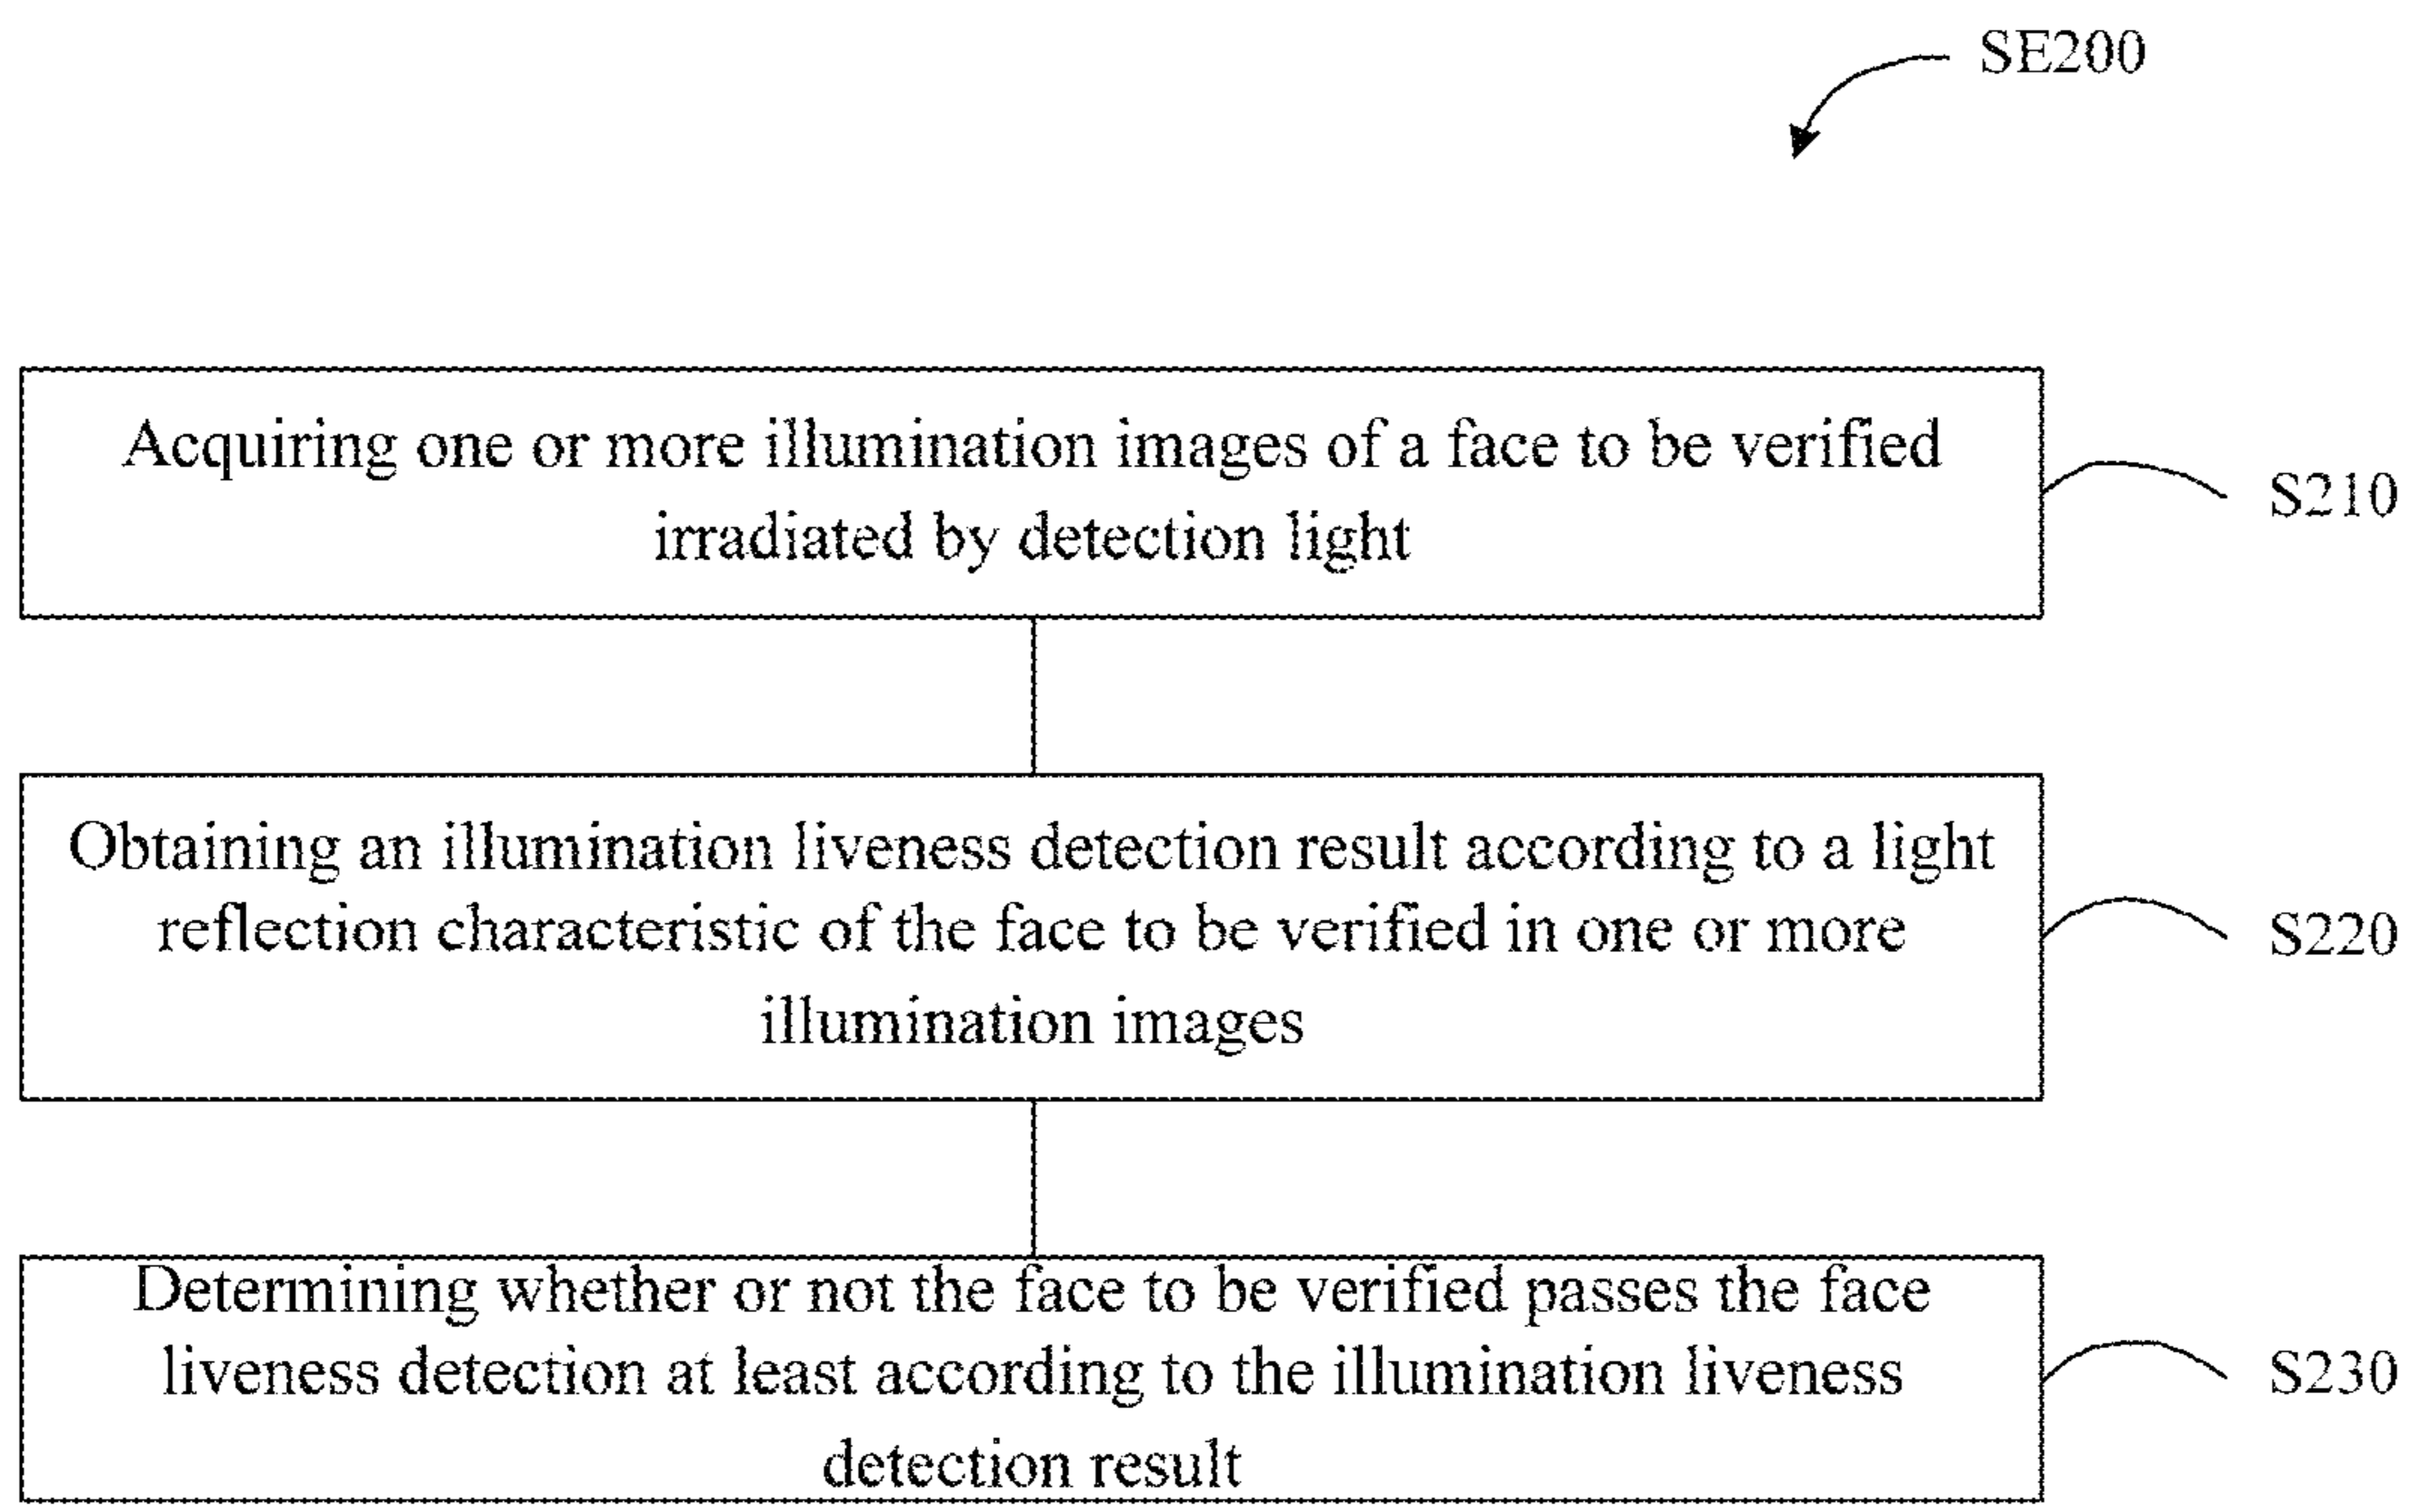 SE200
Acquiring one or more illumination images of a face to be verified
irradiated by detection light
S210
Obtaining an illumination liveness detection result according to a light
reflection characteristic of the face to be verified in one or more
illumination images
S220
Determining whether or not the face to be verified passes the face
liveness detection at least according to the illumination liveness
detection result
S230